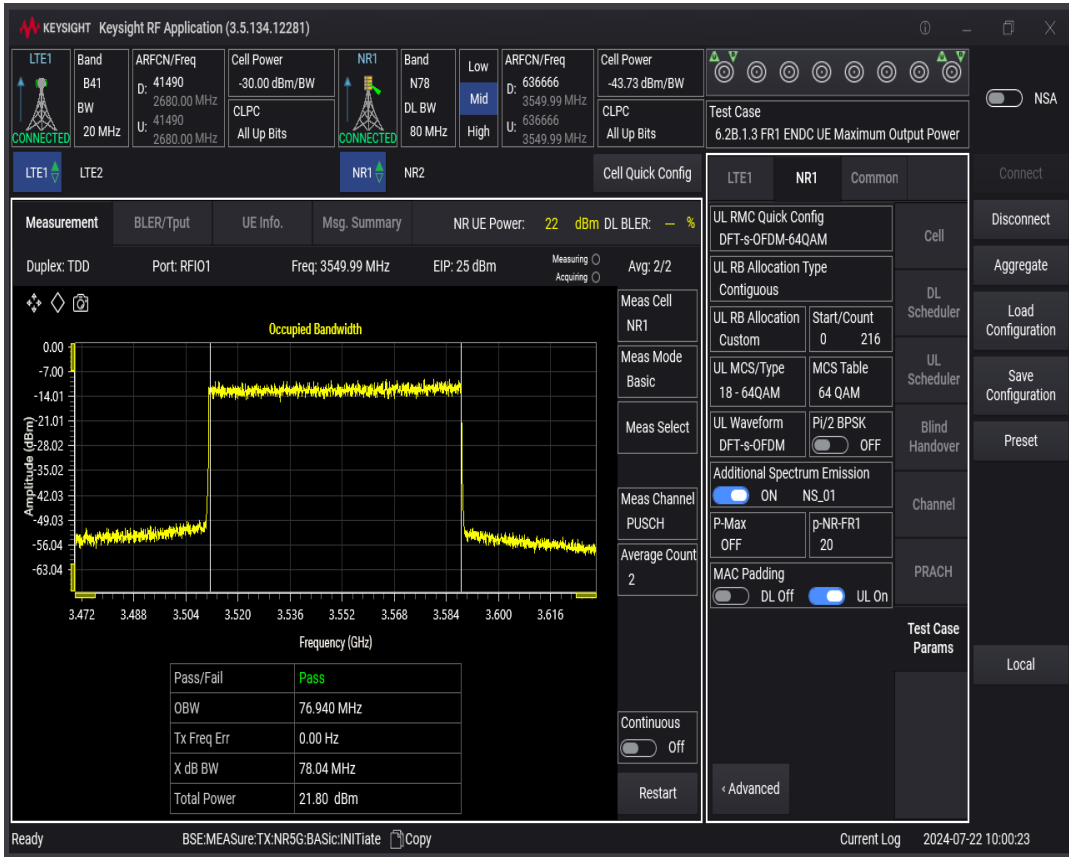 KEYSIGHT Keysight RF Application (3.5.134.12281)
LTE1 Band ARFCN/Freq Cell Power NR1 Band Low ARFCN/Freq Cell Power
B41 D: 41490 -30.00 dBm/BW N78 Mid D: 636666 -43.73 dBm/BW
2680.00 MHz 3549.99 MHz
BW U: 41490 CLPC DL BW High U: 636666 CLPC
CONNECTED 20 MHz 2680.00 MHz All Up Bits CONNECTED 80 MHz 3549.99 MHz All Up Bits
Test Case
6.2B.1.3 FR1 ENDC UE Maximum Output Power
NSA
LTE1 LTE2 NR1 NR2 Cell Quick Config
Measurement BLER/Tput UE Info. Msg. Summary NR UE Power: 22 dBm DL BLER: -- %
Duplex: TDD Port: RFIO1 Freq: 3549.99 MHz EIP: 25 dBm Measuring Acquiring Avg: 2/2
Occupied Bandwidth
Amplitude (dBm)
0.00
-7.00
-14.01
-21.01
-28.02
-35.02
-42.03
-49.03
-56.04
-63.04
3.472 3.488 3.504 3.520 3.536 3.552 3.568 3.584 3.600 3.616
Frequency (GHz)
Pass/Fail Pass
OBW 76.940 MHz
Tx Freq Err 0.00 Hz
X dB BW 78.04 MHz
Total Power 21.80 dBm
Meas Cell
NR1
Meas Mode
Basic
Meas Select
Meas Channel
PUSCH
Average Count
2
Continuous
Off
Restart
LTE1 NR1 Common
UL RMC Quick Config
DFT-s-OFDM-64QAM
UL RB Allocation Type
Contiguous
UL RB Allocation Start/Count
Custom 0 216
UL MCS/Type MCS Table
18 - 64QAM 64 QAM
UL Waveform Pi/2 BPSK
DFT-s-OFDM OFF
Additional Spectrum Emission
ON NS_01
P-Max p-NR-FR1
OFF 20
MAC Padding
DL Off UL On
‹ Advanced
Cell
DL
Scheduler
UL
Scheduler
Blind
Handover
Channel
PRACH
Test Case
Params
Connect
Disconnect
Aggregate
Load
Configuration
Save
Configuration
Preset
Local
Ready BSE:MEASure:TX:NR5G:BASic:INITiate Copy Current Log 2024-07-22 10:00:23